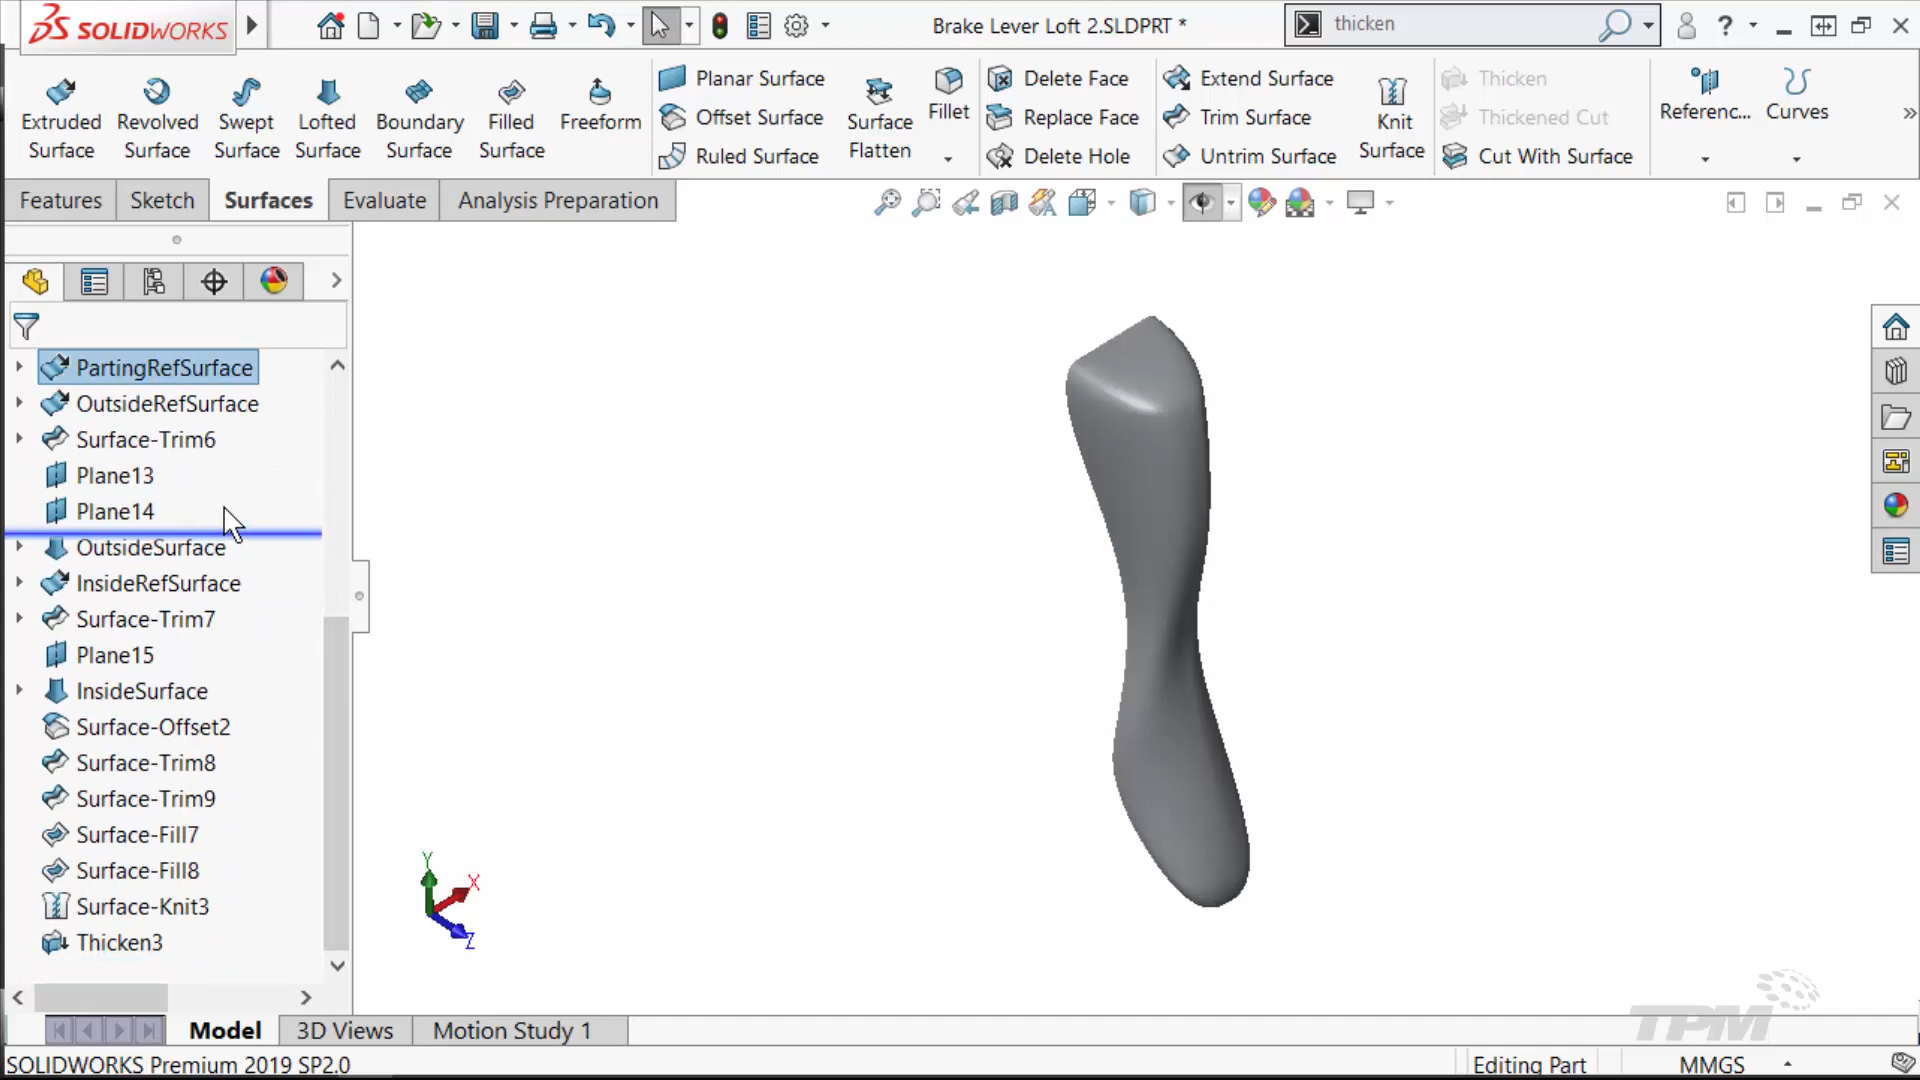 SOLIDWORKS
Brake Lever Loft 2.SLDPRT *
thicken
?
Extruded Surface
Revolved Surface
Swept Surface
Lofted Surface
Boundary Surface
Filled Surface
Freeform
Planar Surface
Offset Surface
Ruled Surface
Surface Flatten
Fillet
Delete Face
Replace Face
Delete Hole
Extend Surface
Trim Surface
Untrim Surface
Knit Surface
Thicken
Thickened Cut
Cut With Surface
Referenc...
Curves
Features
Sketch
Surfaces
Evaluate
Analysis Preparation
PartingRefSurface
OutsideRefSurface
Surface-Trim6
Plane13
Plane14
OutsideSurface
InsideRefSurface
Surface-Trim7
Plane15
InsideSurface
Surface-Offset2
Surface-Trim8
Surface-Trim9
Surface-Fill7
Surface-Fill8
Surface-Knit3
Thicken3
Y
X
Z
TPM
Model
3D Views
Motion Study 1
SOLIDWORKS Premium 2019 SP2.0
Editing Part
MMGS